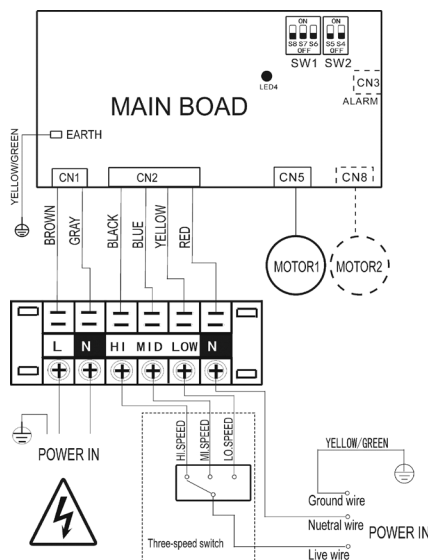 ON
ON
S8 S7 S6
S5 S4
OFF
OFF
SW1 SW2
LED4
CN3
ALARM
MAIN BOAD
EARTH
YELLOW/GREEN
CN1
CN2
CN5
CN8
BROWN
GRAY
BLACK
BLUE
YELLOW
RED
MOTOR1
MOTOR2
L N HI MID LOW N
POWER IN
HI.SPEED
MI.SPEED
LO.SPEED
Three-speed switch
YELLOW/GREEN
Ground wire
Nuetral wire
POWER IN
Live wire